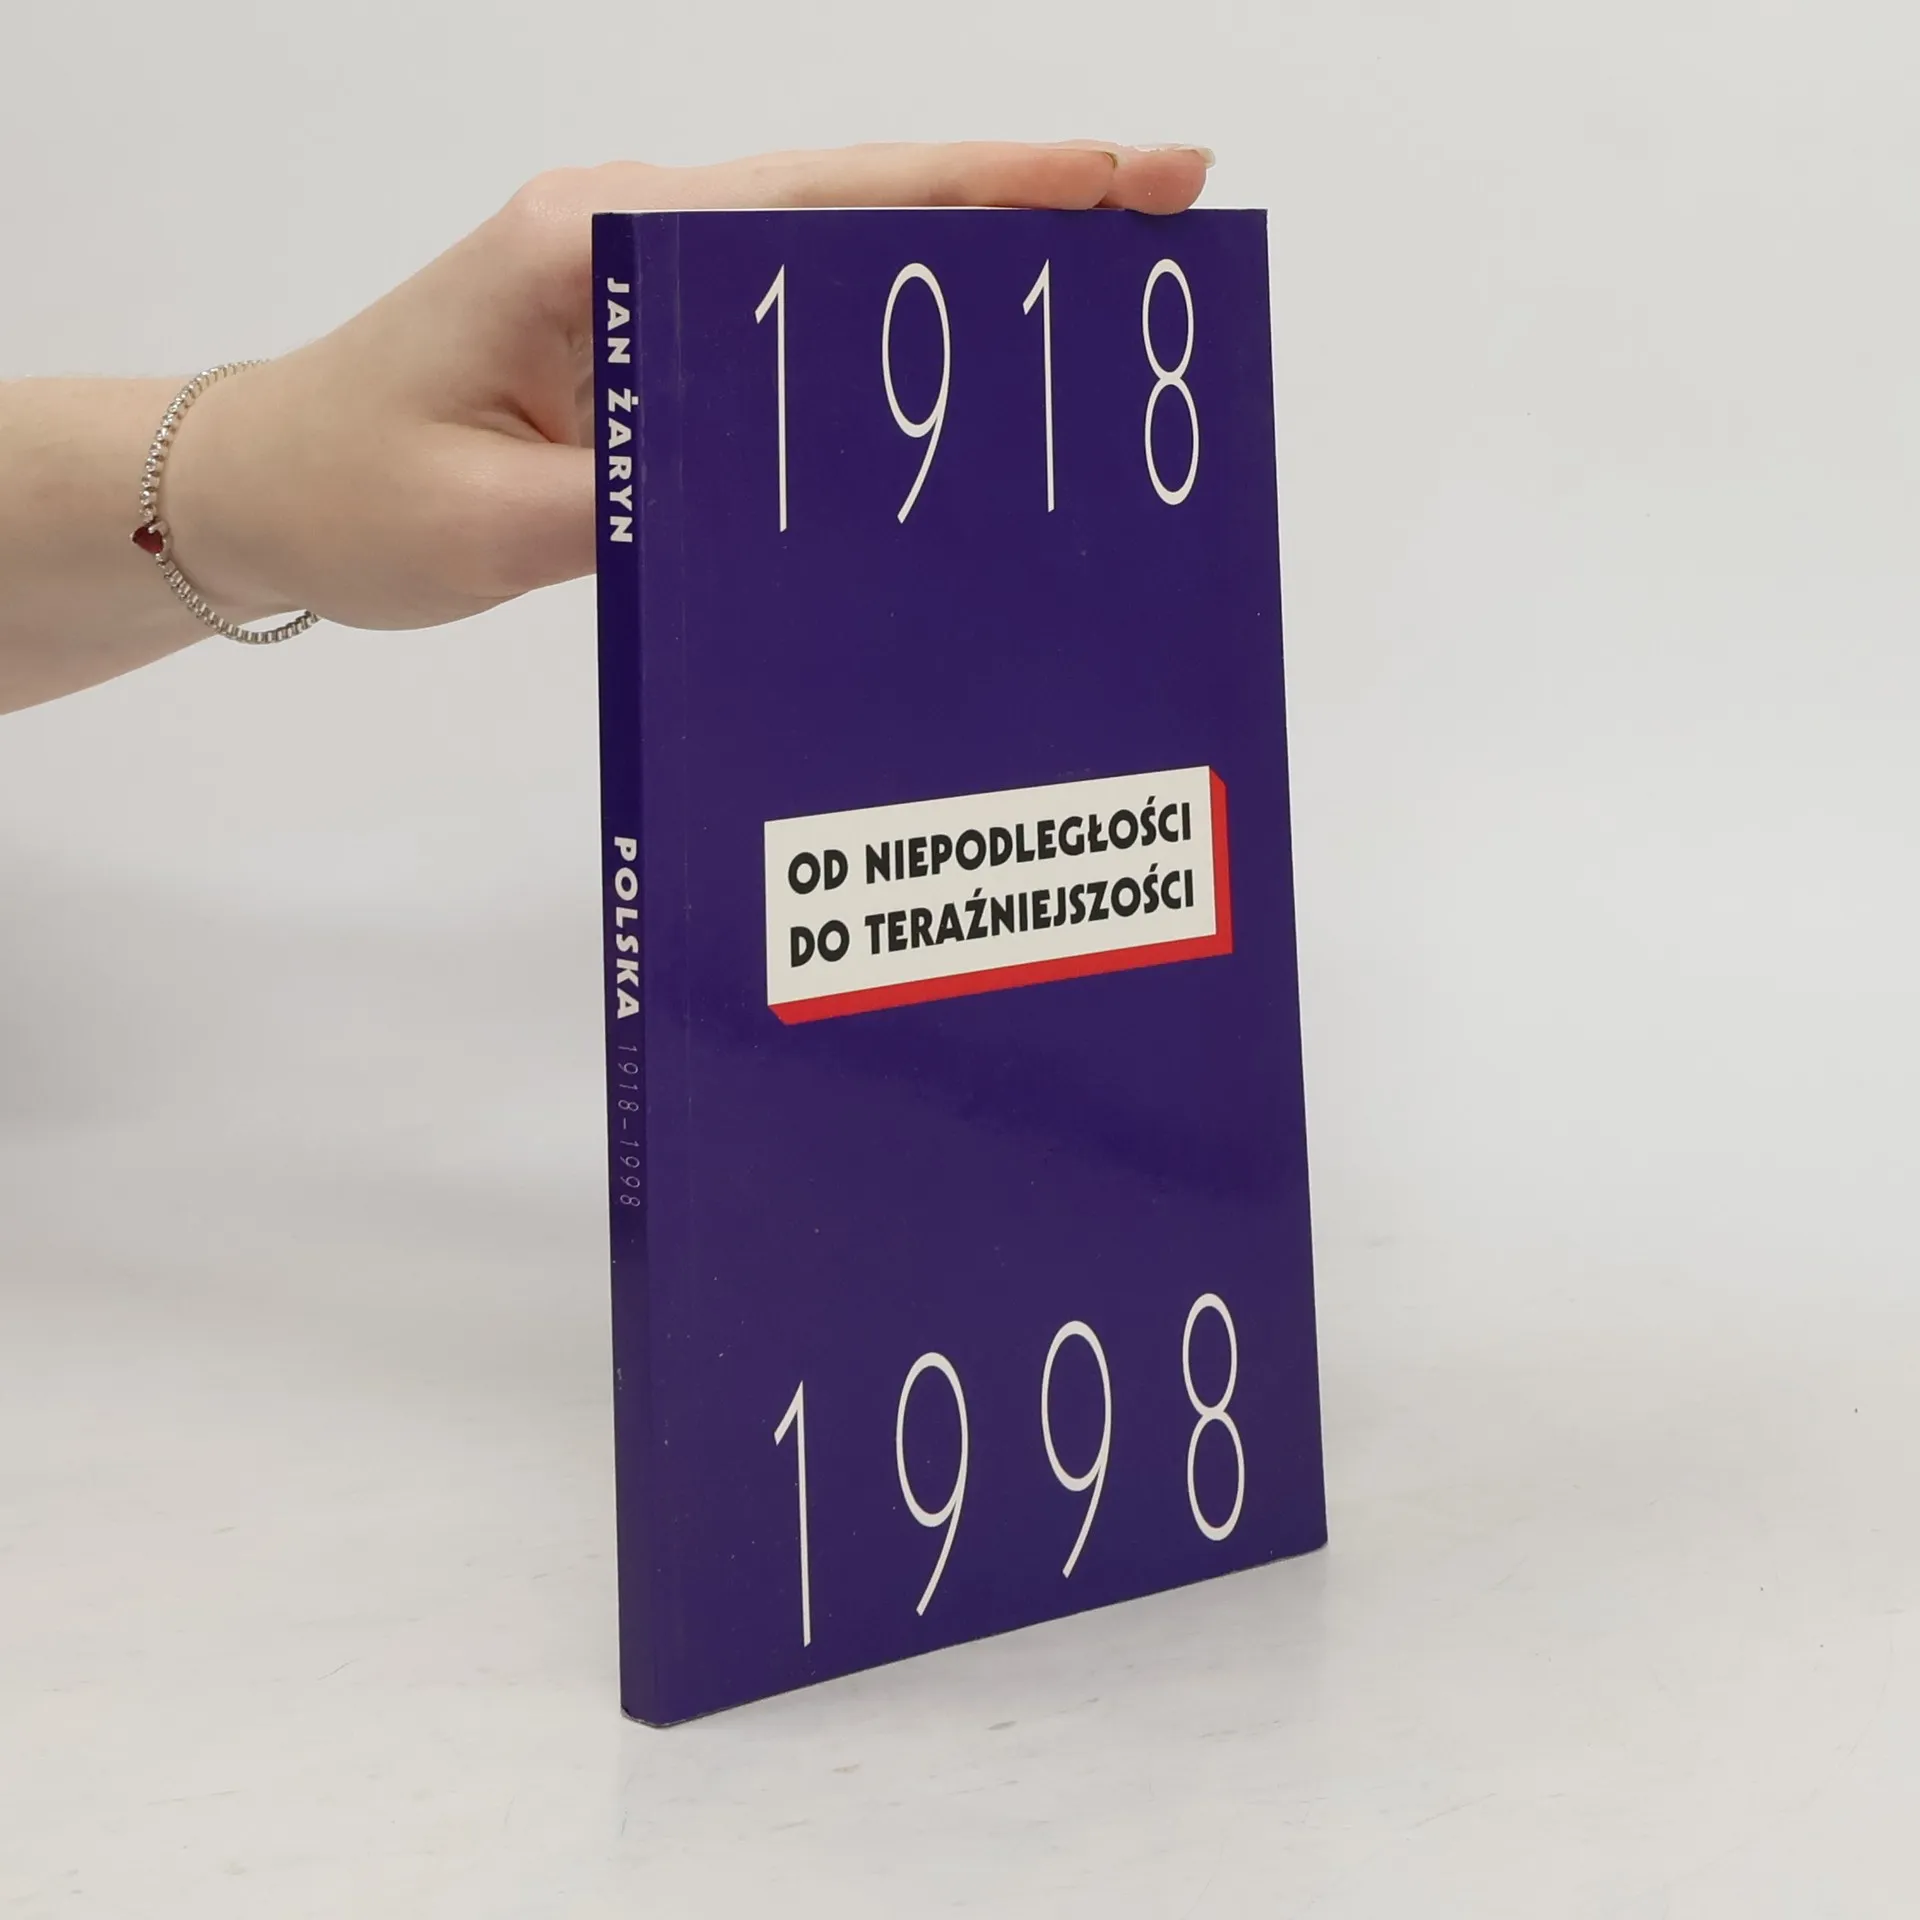 JAN ŻARYN
POLSKA 1918–1998
1918
OD NIEPODLEGŁOŚCI
DO TERAŹNIEJSZOŚCI
1998